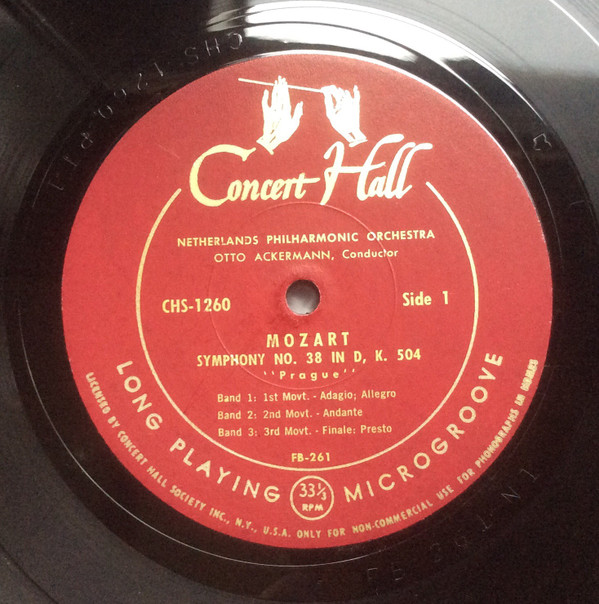 Concert Hall
NETHERLANDS PHILHARMONIC ORCHESTRA
OTTO ACKERMANN, Conductor
CHS-1260
Side 1
MOZART
SYMPHONY NO. 38 IN D, K. 504
"Prague"
Band 1: 1st Movt. - Adagio; Allegro
Band 2: 2nd Movt. - Andante
Band 3: 3rd Movt. - Finale: Presto
FB-261
LONG PLAYING
33⅓
RPM
MICROGROOVE
LICENSED BY CONCERT HALL SOCIETY INC., N.Y., U.S.A. ONLY FOR NON-COMMERCIAL USE FOR PHONOGRAPHS IN HOMES
CHS-1260